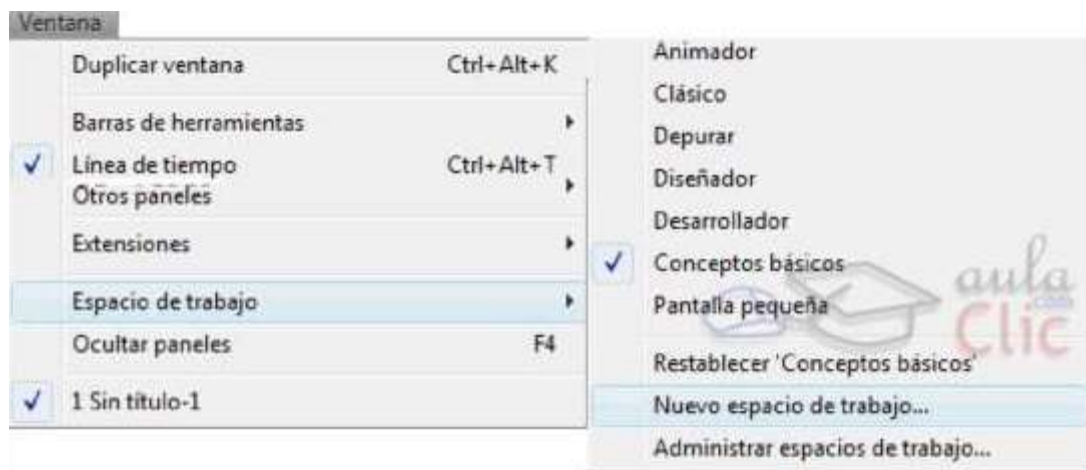 Ventana
Duplicar ventana Ctrl+Alt+K
Barras de herramientas
Línea de tiempo Ctrl+Alt+T
Otros paneles
Extensiones
Espacio de trabajo
Ocultar paneles F4
1 Sin título-1
Animador
Clásico
Depurar
Diseñador
Desarrollador
Conceptos básicos
Pantalla pequeña
Restablecer 'Conceptos básicos'
Nuevo espacio de trabajo...
Administrar espacios de trabajo...
aula
Clic